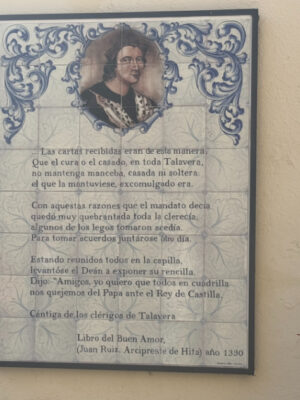 ...Las cartas recibidas eran de esta manera,
Que el cura o el casado, en toda Talavera,
no mantenga manceba, casada ni soltera
el que la mantuviese, excomulgado era.
Con aquestas razones que el mandato decía
quedó muy quebrantada toda la clerecía,
algunos de los legos tomaron acedía.
Para tomar acuerdos juntárose otro día.
Estando reunidos todos en la capilla,
levantóse el Deán a exponer su rencilla.
Dijo: "Amigos, yo quiero que todos en cuadrilla
nos quejemos del Papa ante el Rey de Castilla.
Cántiga de los clérigos de Talavera
Libro del Buen Amor,
(Juan Ruiz, Arcipreste de Hita) año 1330